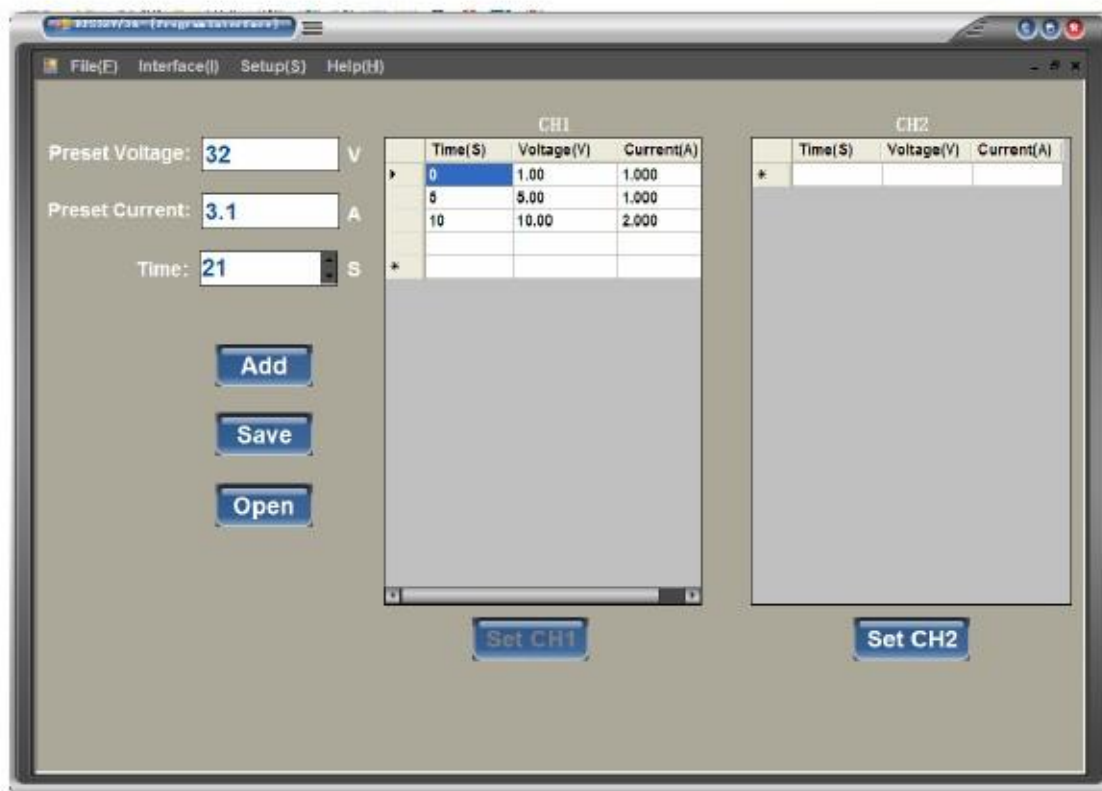 File(F) Interface(I) Setup(S) Help(H)
Preset Voltage: 32 V
Preset Current: 3.1 A
Time: 21 S
Add
Save
Open
CH1
Time(S) Voltage(V) Current(A)
0 1.00 1.000
5 5.00 1.000
10 10.00 2.000
*
Set CH1
CH2
Time(S) Voltage(V) Current(A)
*
Set CH2